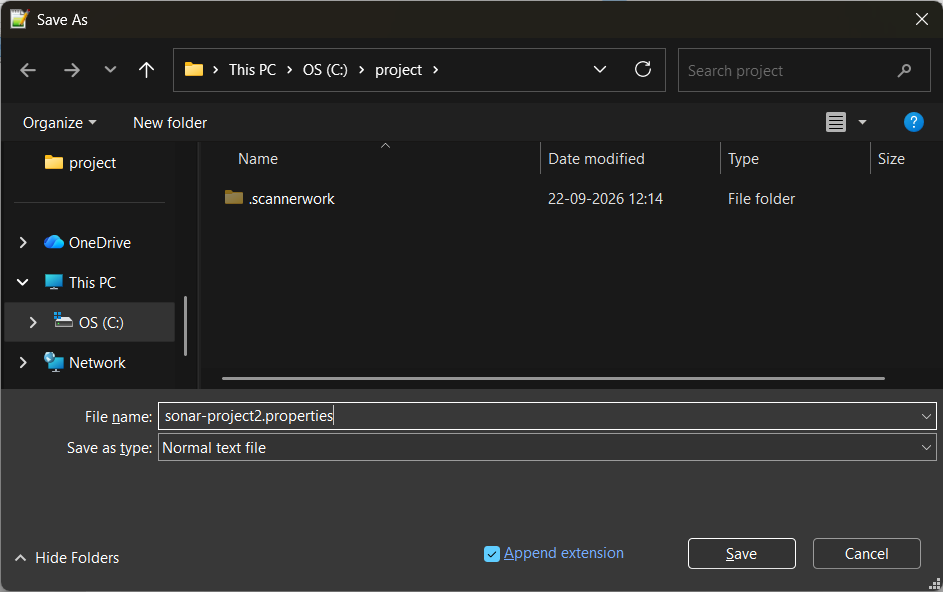 Save As
This PC OS (C:) project
Search project
Organize New folder
?
project
Name Date modified Type Size
.scannerwork 22-09-2026 12:14 File folder
OneDrive
This PC
OS (C:)
Network
File name: sonar-project2.properties
Save as type: Normal text file
Hide Folders Append extension Save Cancel